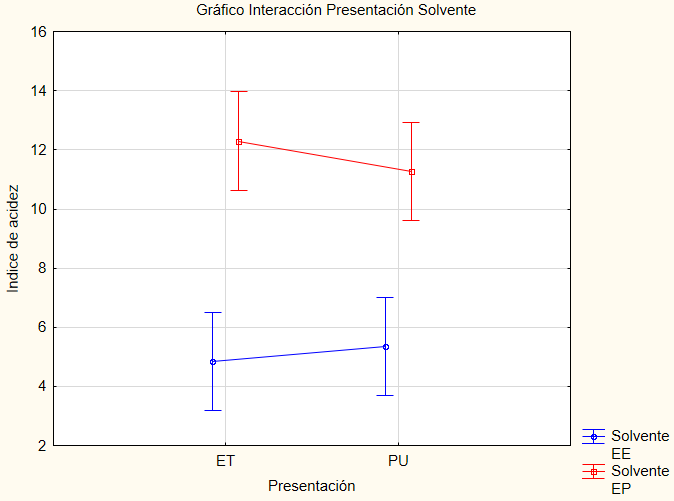 Gráfico Interacción Presentación Solvente
16
14
12
10
8
6
4
2
Indice de acidez
ET PU
Presentación
Solvente
EE
Solvente
EP